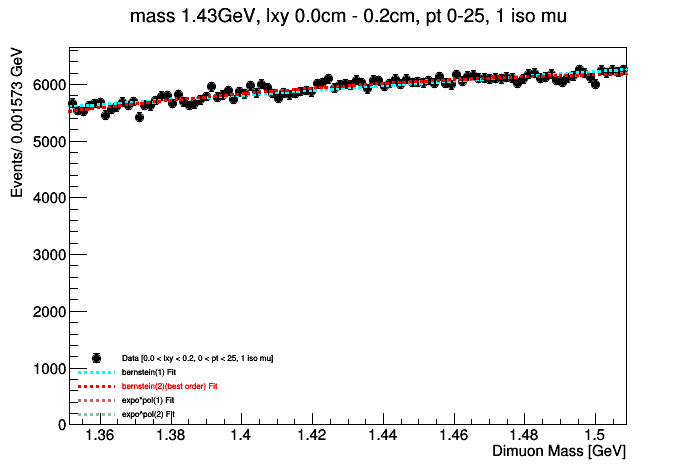 mass 1.43GeV, lxy 0.0cm - 0.2cm, pt 0-25, 1 iso mu
Events/ 0.001573 GeV
6000
5000
4000
3000
2000
1000
0
Data [0.0 < lxy < 0.2, 0 < pt < 25, 1 iso mu]
bernstein(1) Fit
bernstein(2)(best order) Fit
expo*pol(1) Fit
expo*pol(2) Fit
1.36 1.38 1.4 1.42 1.44 1.46 1.48 1.5
Dimuon Mass [GeV]